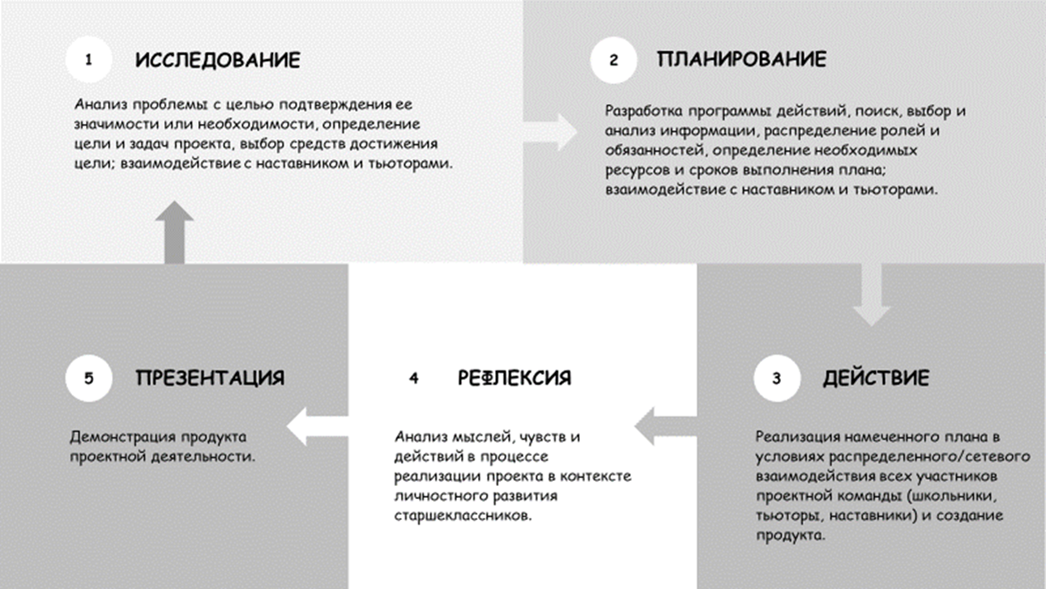 1 ИССЛЕДОВАНИЕ
Анализ проблемы с целью подтверждения ее
значимости или необходимости, определение
цели и задач проекта, выбор средств достижения
цели; взаимодействие с наставником и тьюторами.
2 ПЛАНИРОВАНИЕ
Разработка программы действий, поиск, выбор и
анализ информации, распределение ролей и
обязанностей, определение необходимых
ресурсов и сроков выполнения плана;
взаимодействие с наставником и тьюторами.
3 ДЕЙСТВИЕ
Реализация намеченного плана в
условиях распределенного/сетевого
взаимодействия всех участников
проектной команды (школьники,
тьюторы, наставники) и создание
продукта.
4 РЕФЛЕКСИЯ
Анализ мыслей, чувств и
действий в процессе
реализации проекта в контексте
личностного развития
старшеклассников.
5 ПРЕЗЕНТАЦИЯ
Демонстрация продукта
проектной деятельности.